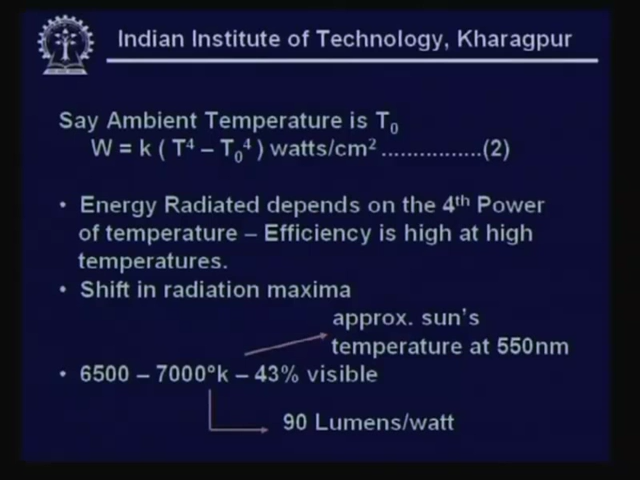 Indian Institute of Technology, Kharagpur
Say Ambient Temperature is T₀
W = k ( T⁴ – T₀⁴ ) watts/cm² ................(2)
• Energy Radiated depends on the 4ᵗʰ Power
of temperature – Efficiency is high at high
temperatures.
• Shift in radiation maxima
approx. sun's
temperature at 550nm
• 6500 – 7000°k – 43% visible
90 Lumens/watt